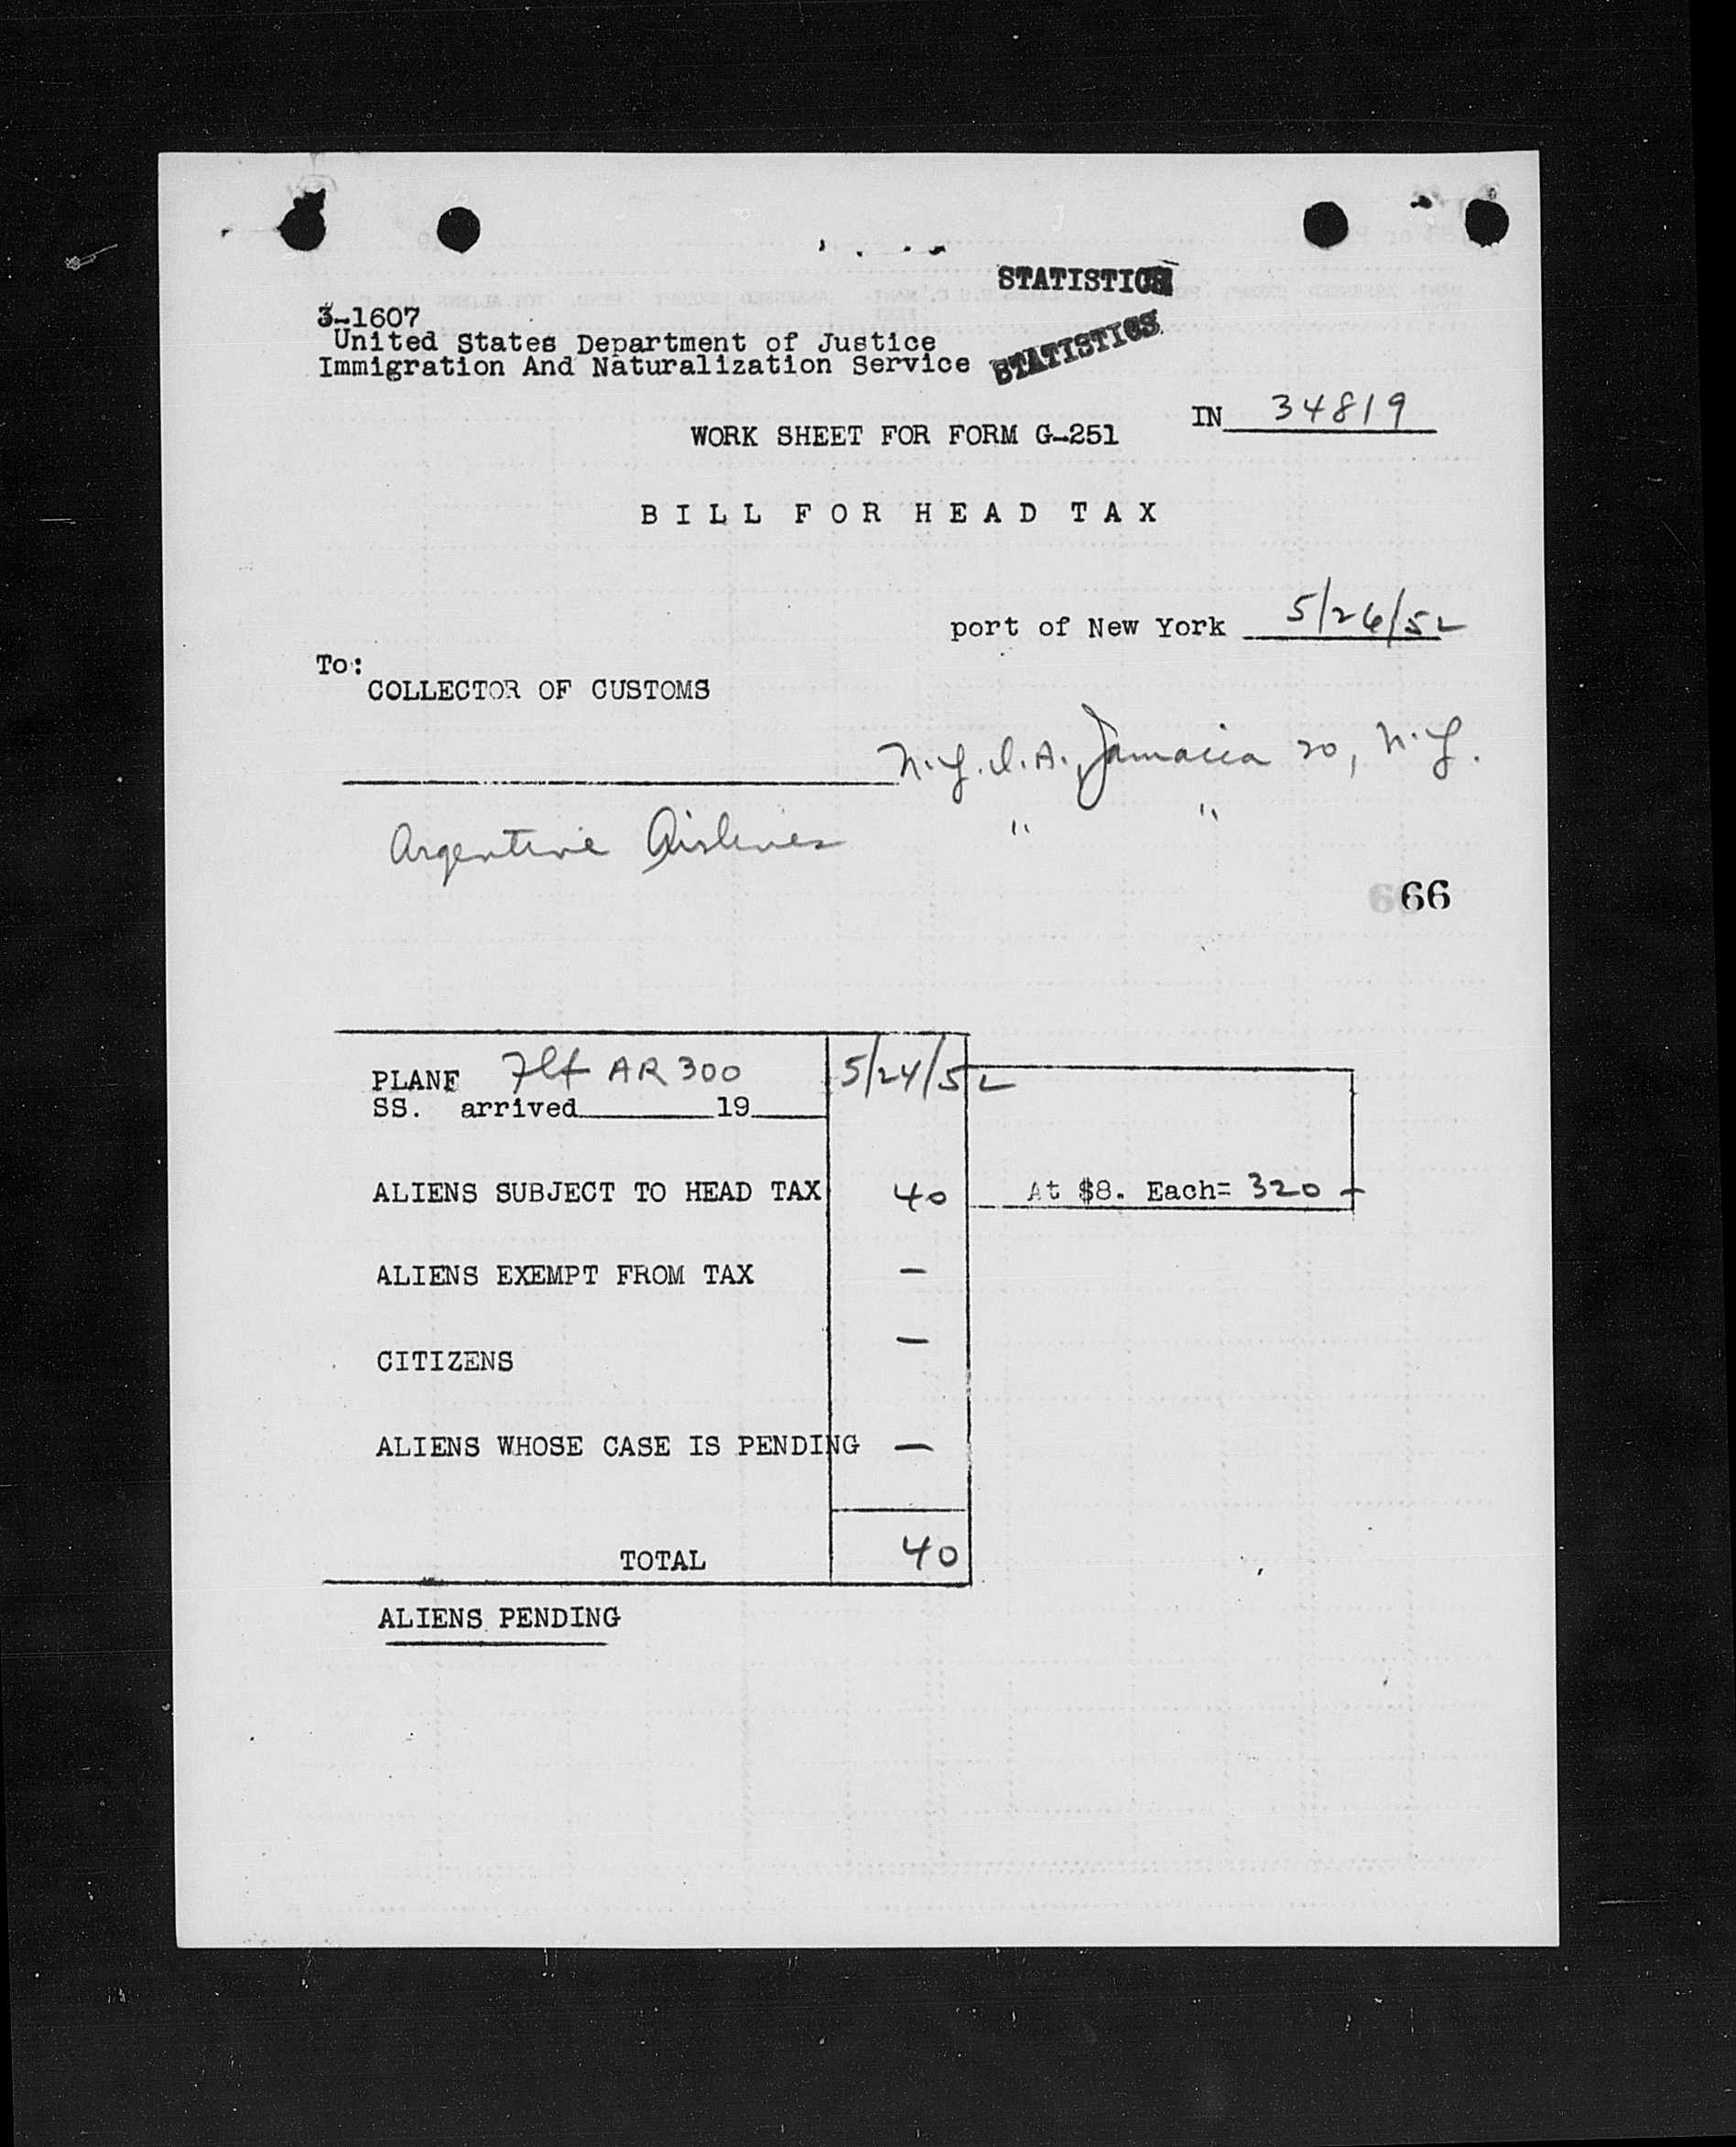 STATISTICS
3-1607
United States Department of Justice
Immigration And Naturalization Service
STATISTICS
IN 34819
WORK SHEET FOR FORM G-251
BILL FOR HEAD TAX
port of New York 5/26/52
To:
COLLECTOR OF CUSTOMS
N.Y.I.A., Jamaica 20, N.Y.
Argentine Airlines " "
66
PLANE Flt AR 300 5/24/52
SS. arrived 19
ALIENS SUBJECT TO HEAD TAX 40 At $8. Each= 320 -
ALIENS EXEMPT FROM TAX -
CITIZENS -
ALIENS WHOSE CASE IS PENDING -
TOTAL 40
ALIENS PENDING